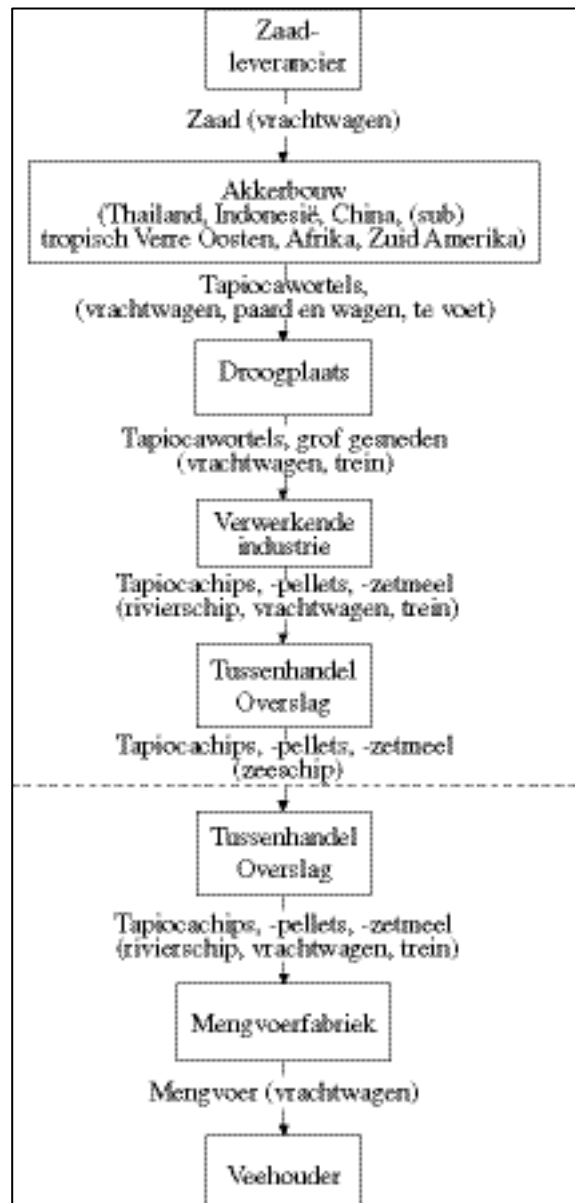 Zaad-
leverancier
Zaad (vrachtwagen)
Akkerbouw
(Thailand, Indonesië, China, (sub)
tropisch Verre Oosten, Afrika, Zuid Amerika)
Tapiocawortels,
(vrachtwagen, paard en wagen, te voet)
Droogplaats
Tapiocawortels, grof gesneden
(vrachtwagen, trein)
Verwerkende
industrie
Tapiocachips, -pellets, -zetmeel
(rivierschip, vrachtwagen, trein)
Tussenhandel
Overslag
Tapiocachips, -pellets, -zetmeel
(zeeschip)
Tussenhandel
Overslag
Tapiocachips, -pellets, -zetmeel
(rivierschip, vrachtwagen, trein)
Mengvoerfabriek
Mengvoer (vrachtwagen)
Veehouder